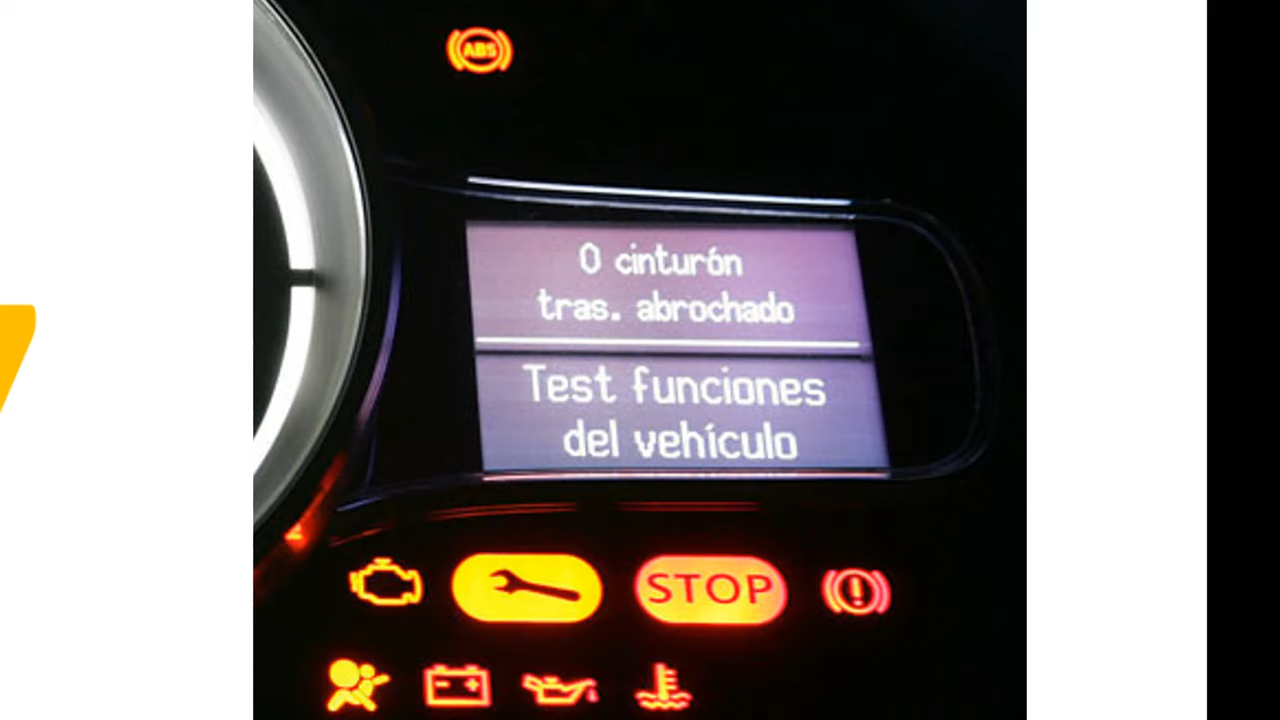 ABS
0 cinturón
tras. abrochado
Test funciones
del vehículo
STOP